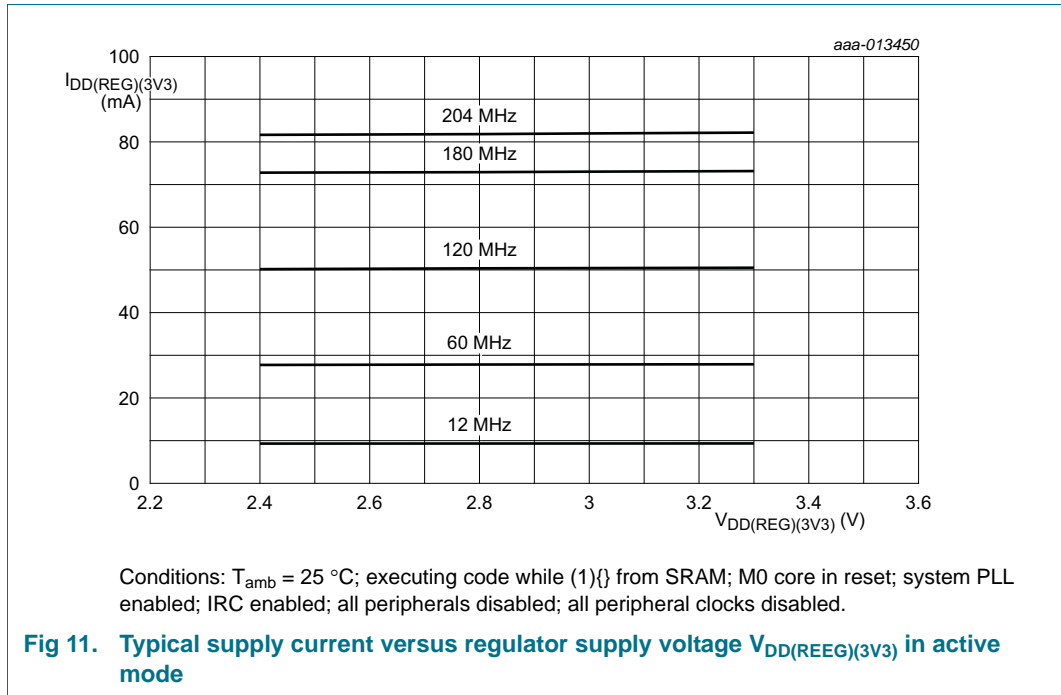 aaa-013450
100
I_DD(REG)(3V3)
(mA)
204 MHz
80
180 MHz
60
120 MHz
40
60 MHz
20
12 MHz
0
2.2 2.4 2.6 2.8 3 3.2 3.4 3.6
V_DD(REG)(3V3) (V)
Conditions: T_amb = 25 °C; executing code while (1){} from SRAM; M0 core in reset; system PLL
enabled; IRC enabled; all peripherals disabled; all peripheral clocks disabled.
Fig 11. Typical supply current versus regulator supply voltage V_DD(REEG)(3V3) in active
mode